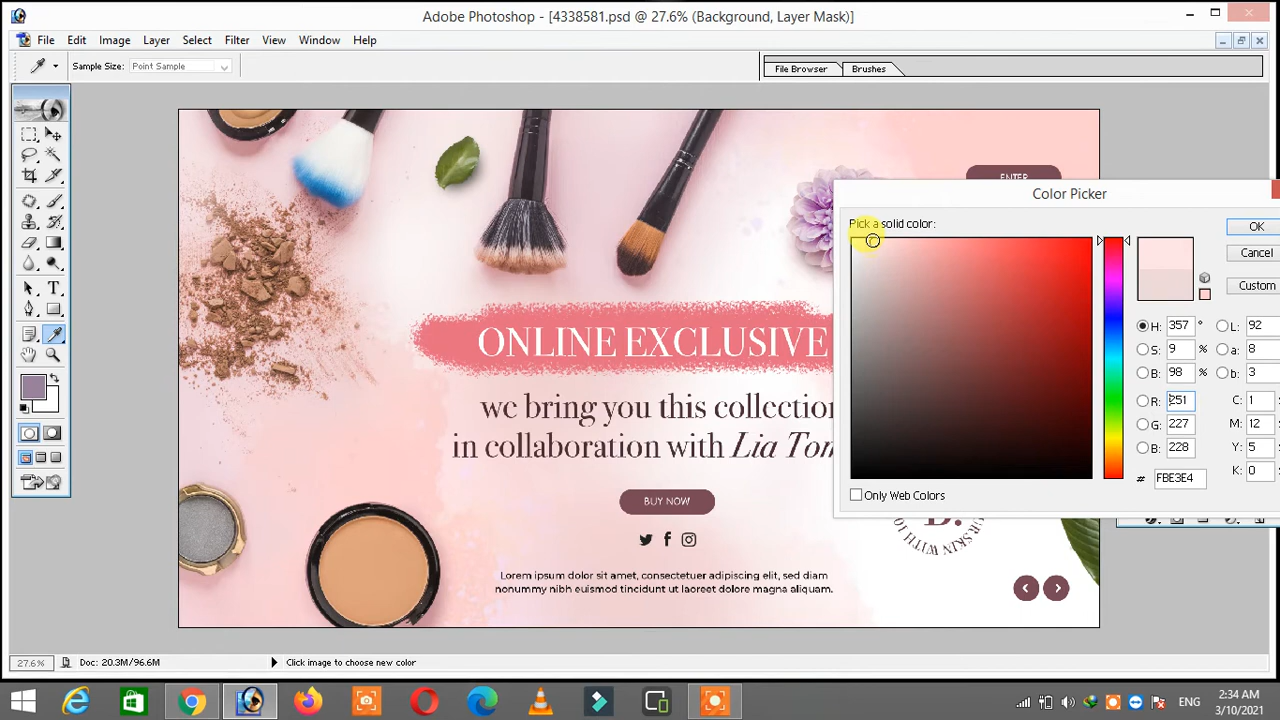 Adobe Photoshop - [4338581.psd @ 27.6% (Background, Layer Mask)]
File Edit Image Layer Select Filter View Window Help
Sample Size: Point Sample
File Browser Brushes
ENTER
Color Picker
Pick a solid color:
OK
Cancel
Custom
H: 357 °
S: 9 %
B: 98 %
R: 251
G: 227
B: 228
# FBE3E4
L: 92
a: 8
b: 3
C: 1
M: 12
Y: 5
K: 0
Only Web Colors
ONLINE EXCLUSIVE
we bring you this collection
in collaboration with Lia Tom
BUY NOW
B.
UR SKIN WITH 10
Lorem ipsum dolor sit amet, consectetuer adipiscing elit, sed diam
nonummy nibh euismod tincidunt ut laoreet dolore magna aliquam.
27.6% Doc: 20.3M/96.6M Click image to choose new color
ENG
2:34 AM
3/10/2021